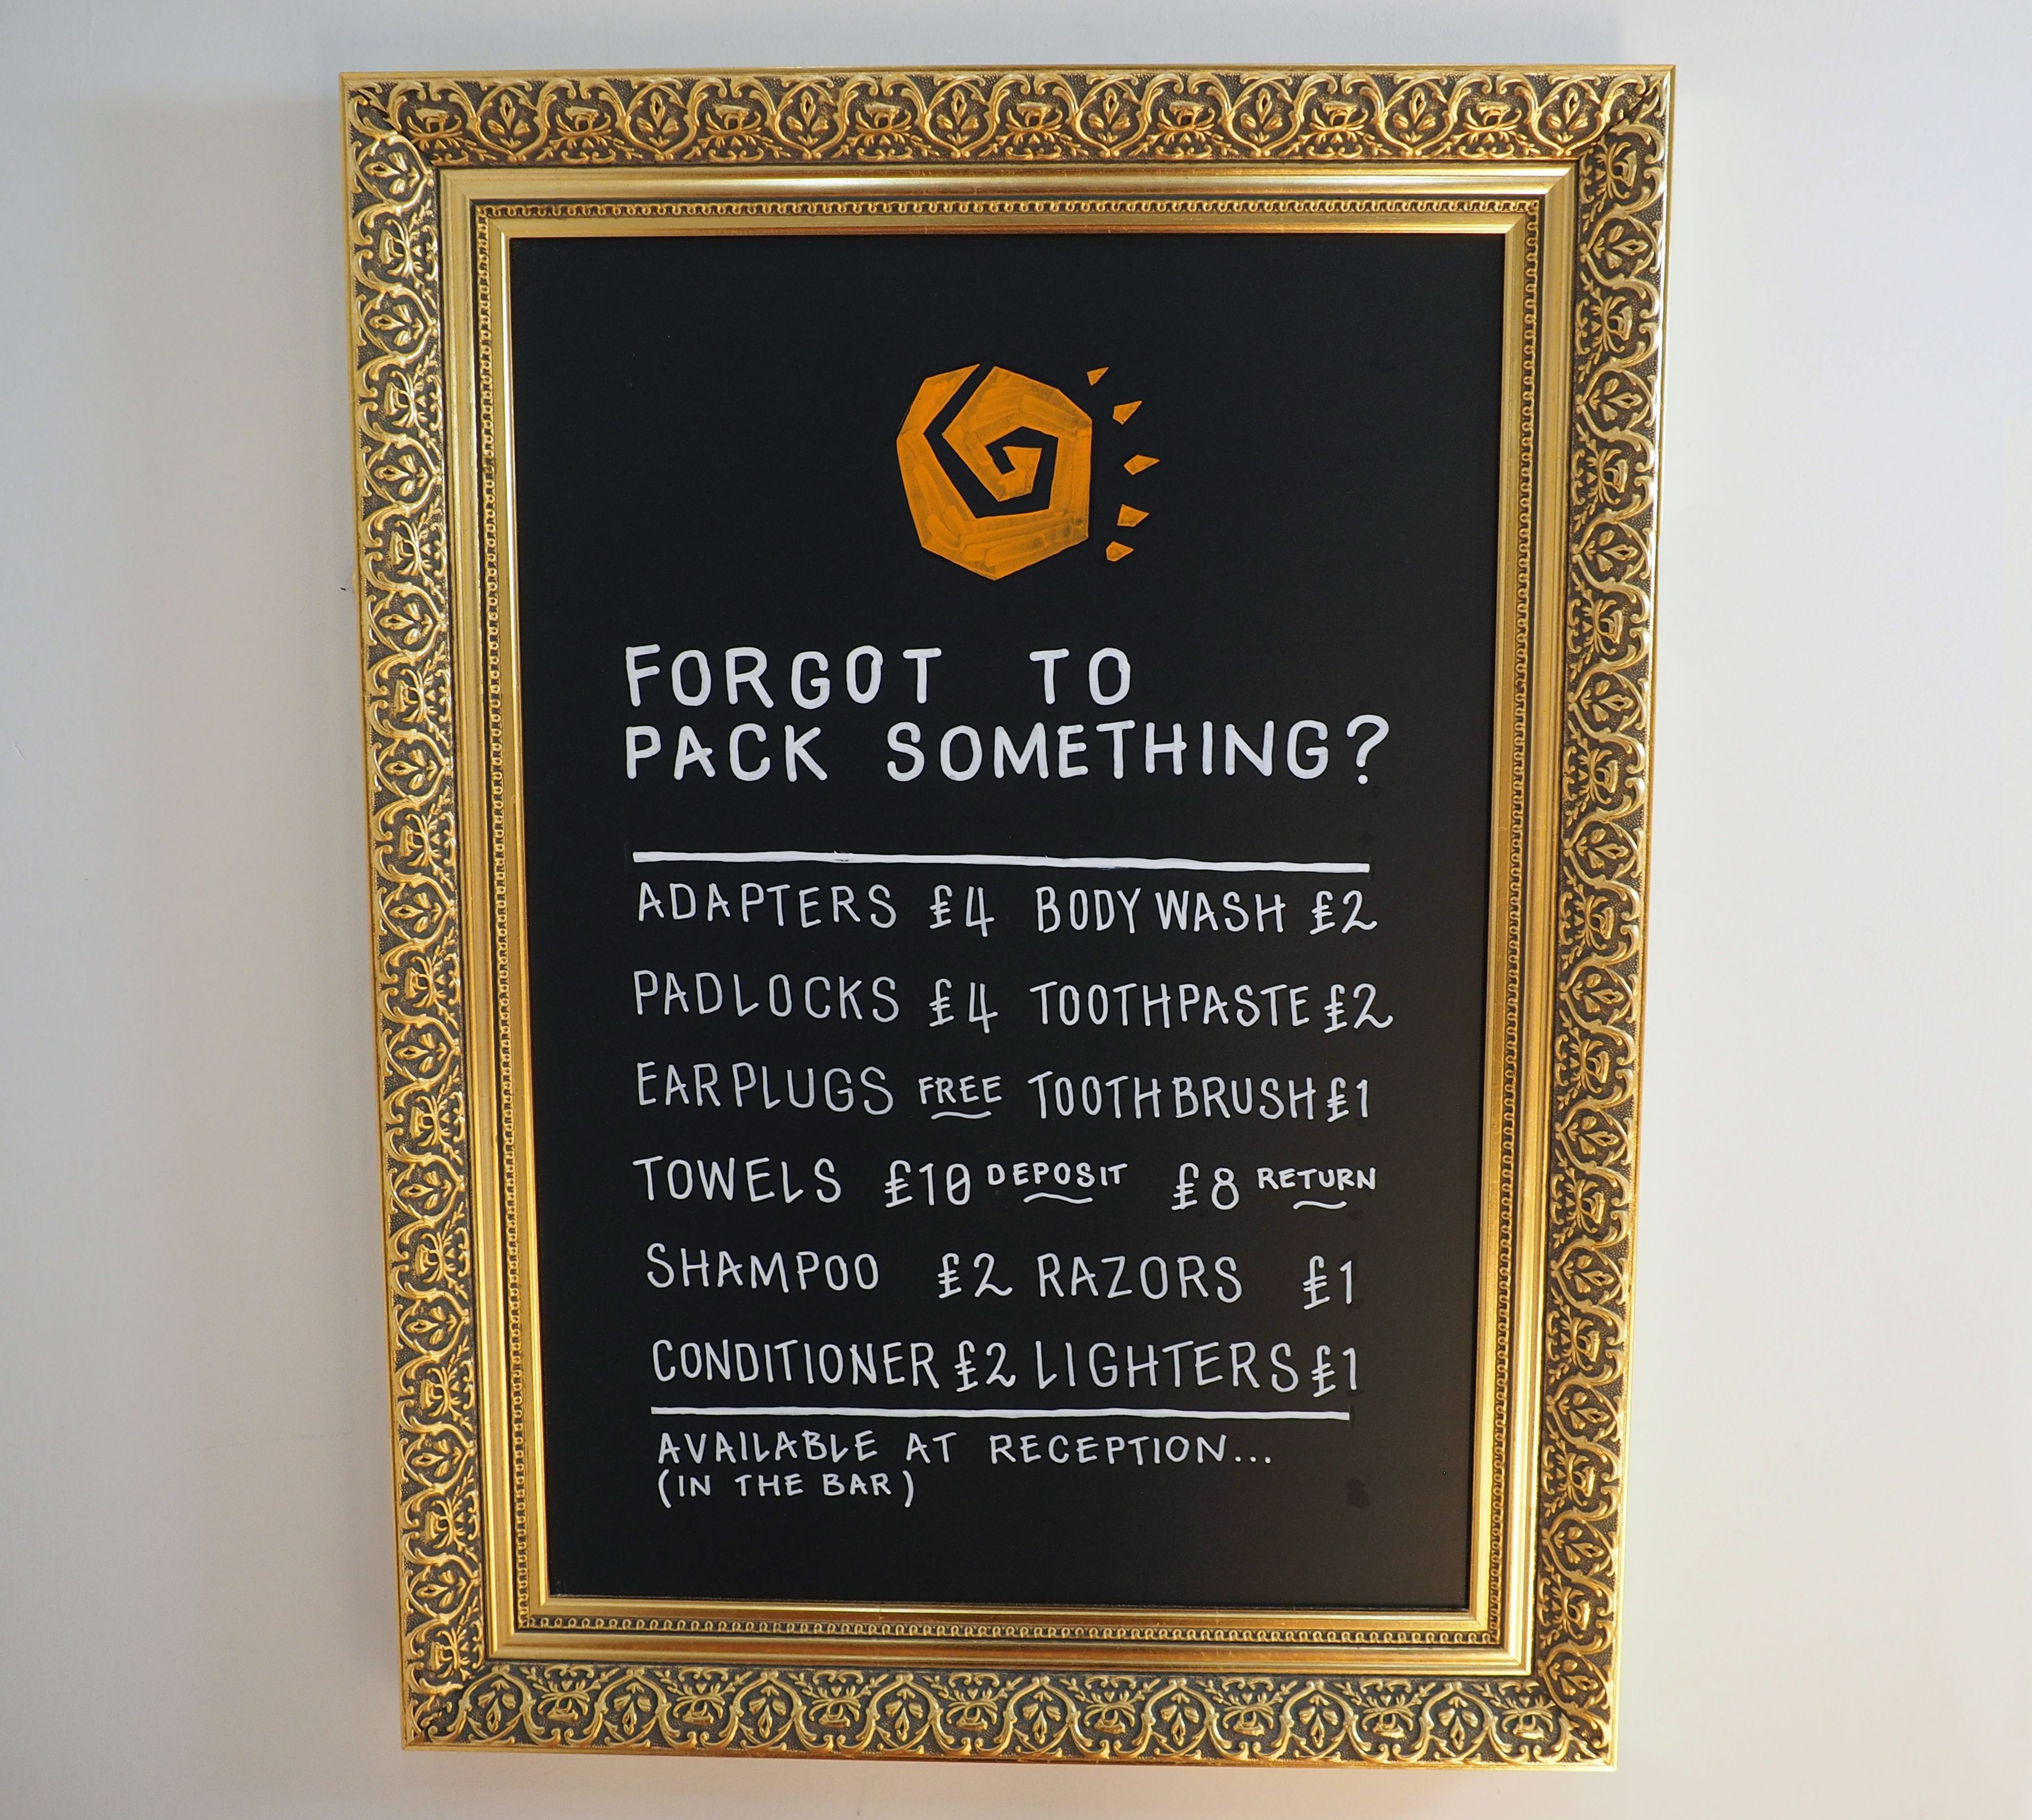 FORGOT TO
PACK SOMETHING?
ADAPTERS £4 BODY WASH £2
PADLOCKS £4 TOOTHPASTE £2
EARPLUGS FREE TOOTHBRUSH £1
TOWELS £10 DEPOSIT £8 RETURN
SHAMPOO £2 RAZORS £1
CONDITIONER £2 LIGHTERS £1
AVAILABLE AT RECEPTION...
(IN THE BAR)